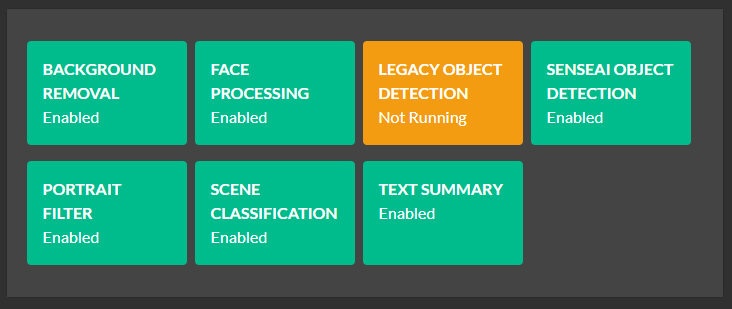 BACKGROUND
REMOVAL
Enabled
FACE
PROCESSING
Enabled
LEGACY OBJECT
DETECTION
Not Running
SENSEAI OBJECT
DETECTION
Enabled
PORTRAIT
FILTER
Enabled
SCENE
CLASSIFICATION
Enabled
TEXT SUMMARY
Enabled